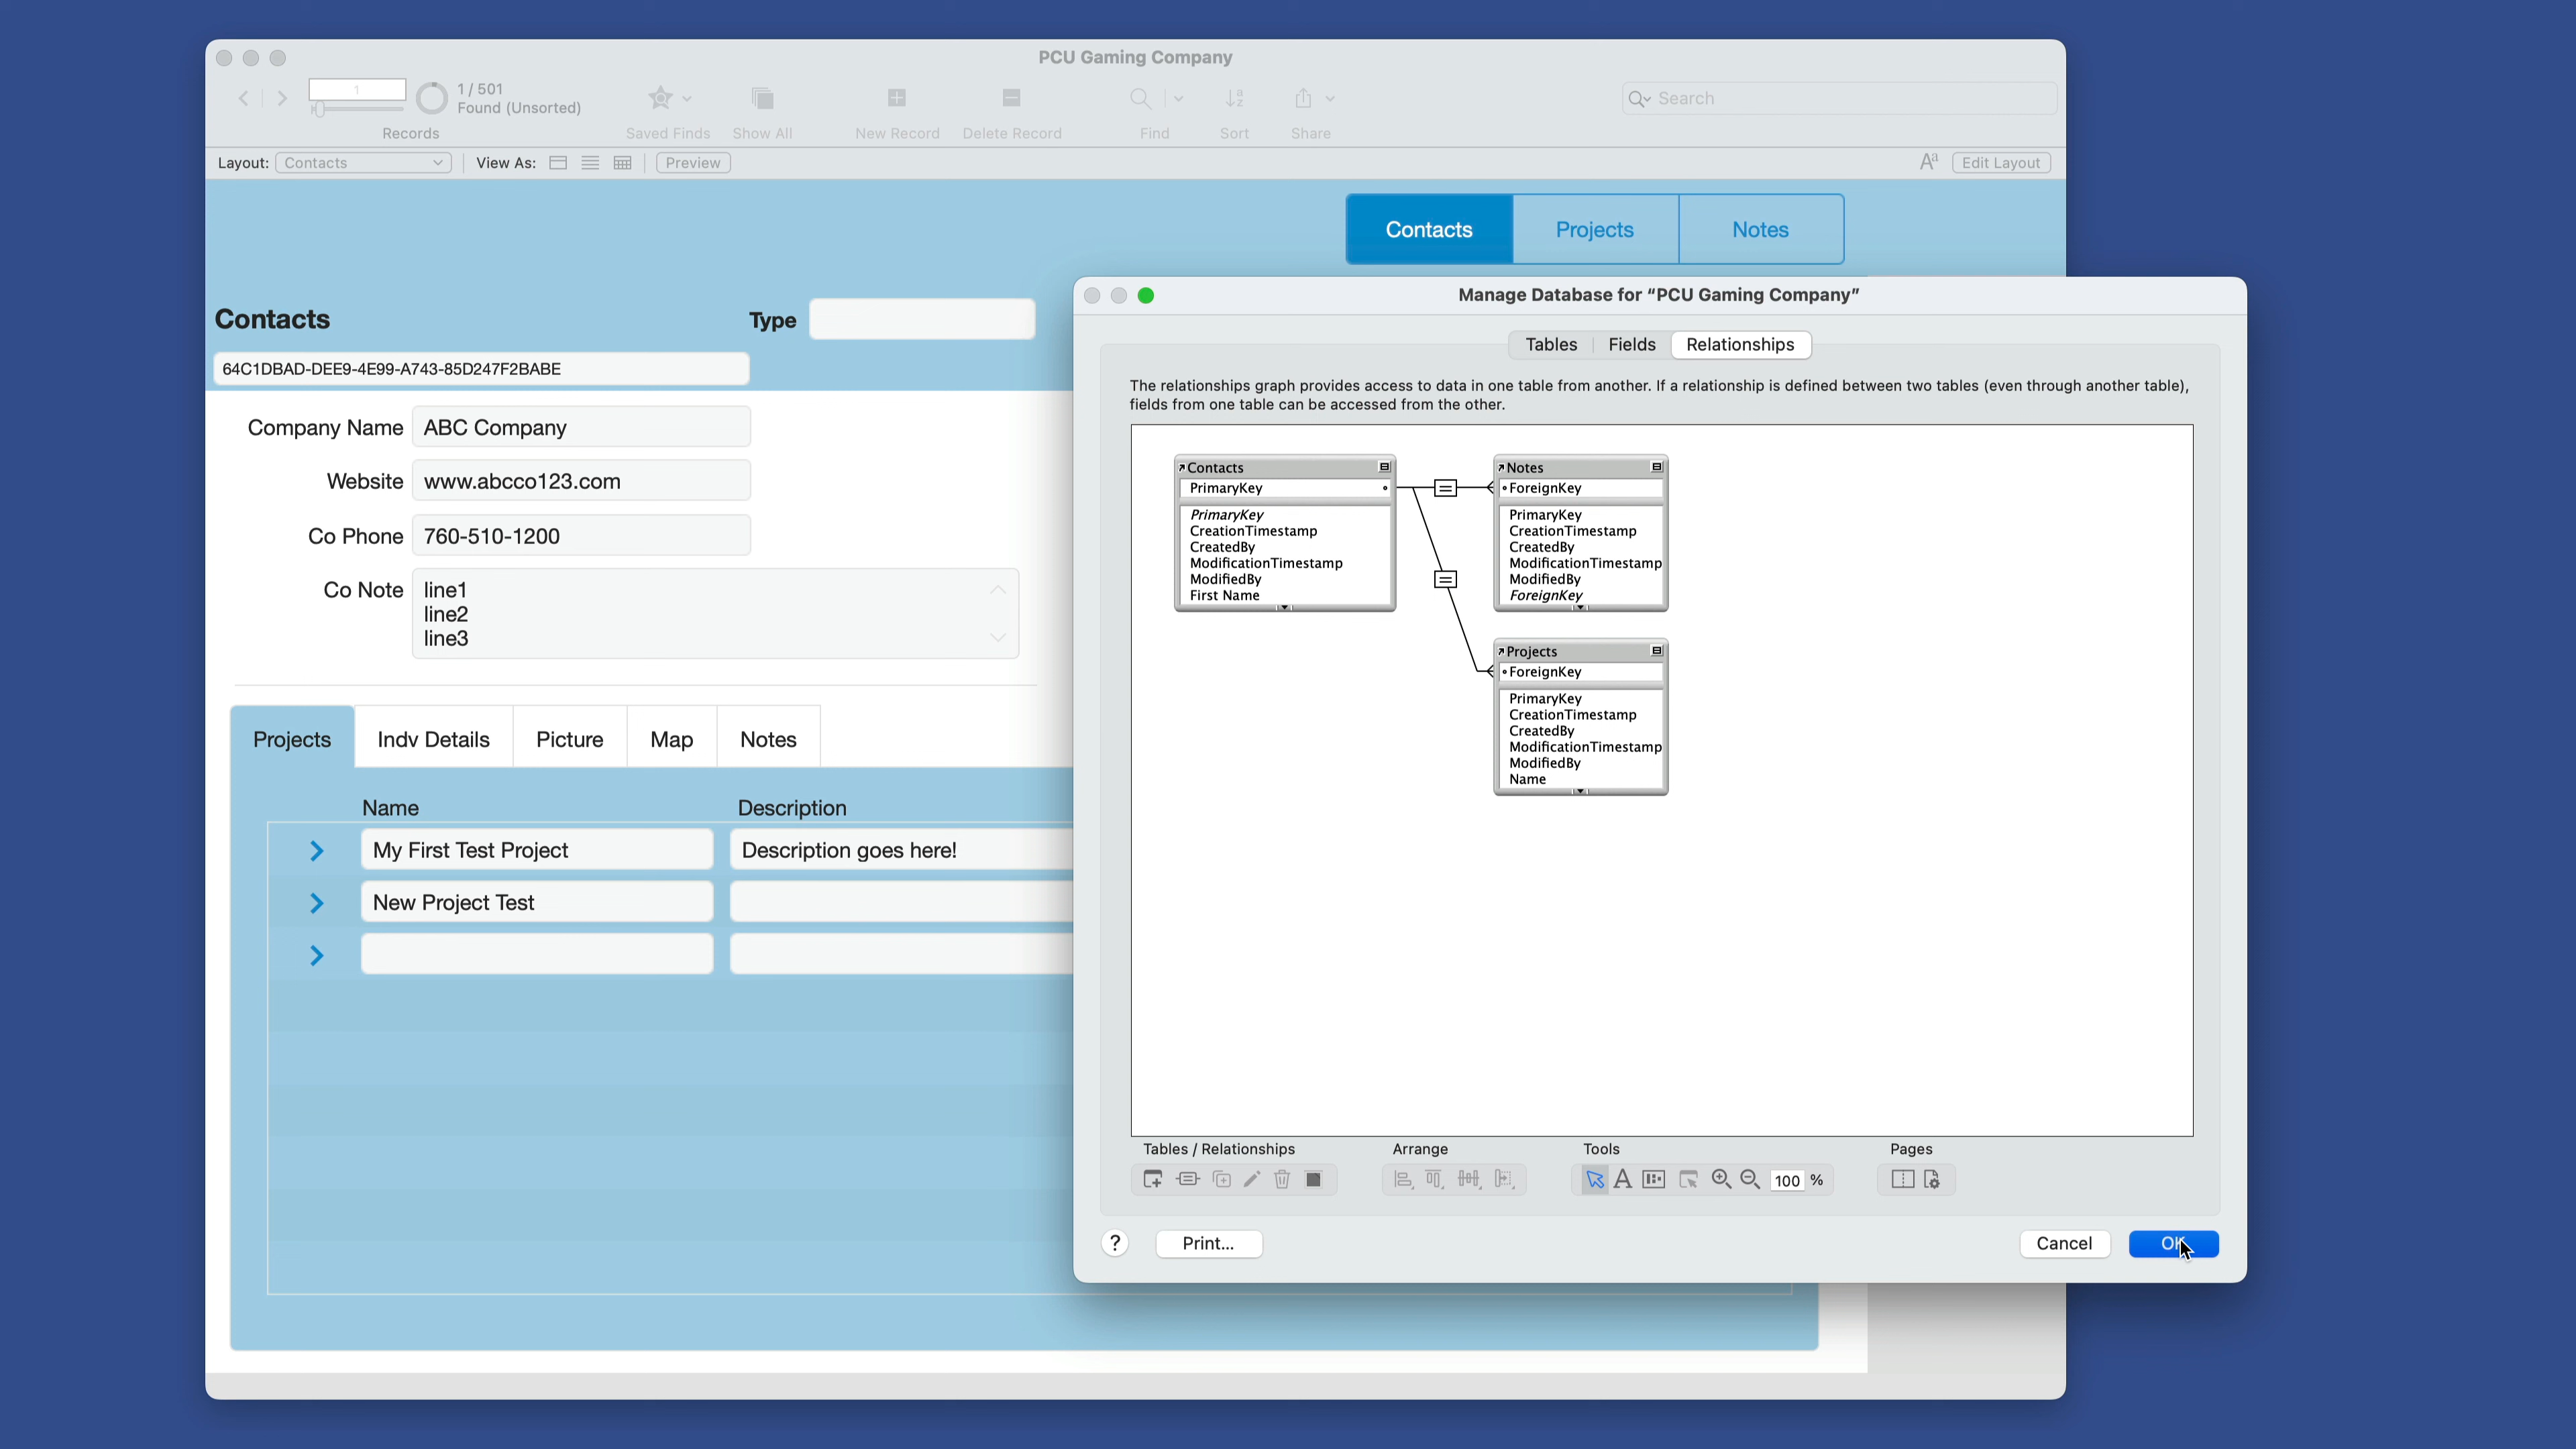 PCU Gaming Company
1
1 / 501
Found (Unsorted)
Records
Saved Finds
Show All
New Record
Delete Record
Find
Sort
Share
Search
Layout:
Contacts
View As:
Preview
Aa
Edit Layout
Contacts
Projects
Notes
Contacts
Type
64C1DBAD-DEE9-4E99-A743-85D247F2BABE
Company Name
ABC Company
Website
www.abcco123.com
Co Phone
760-510-1200
Co Note
line1
line2
line3
Projects
Indv Details
Picture
Map
Notes
Name
Description
My First Test Project
Description goes here!
New Project Test
Manage Database for “PCU Gaming Company”
Tables
Fields
Relationships
The relationships graph provides access to data in one table from another. If a relationship is defined between two tables (even through another table),
fields from one table can be accessed from the other.
Contacts
PrimaryKey
PrimaryKey
CreationTimestamp
CreatedBy
ModificationTimestamp
ModifiedBy
First Name
Notes
ForeignKey
PrimaryKey
CreationTimestamp
CreatedBy
ModificationTimestamp
ModifiedBy
ForeignKey
Projects
ForeignKey
PrimaryKey
CreationTimestamp
CreatedBy
ModificationTimestamp
ModifiedBy
Name
Tables / Relationships
Arrange
Tools
Pages
A
100 %
?
Print...
Cancel
OK